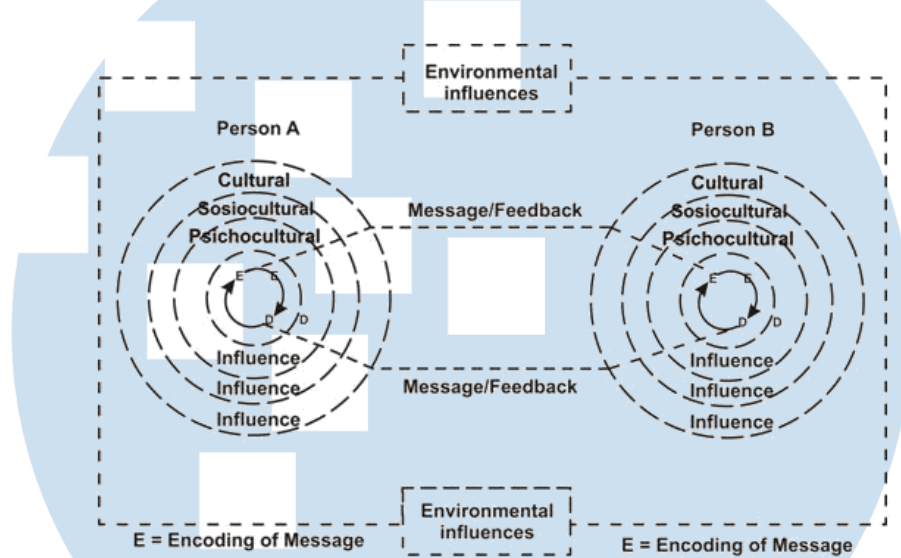 Environmental
influences
Person A
Person B
Cultural
Sosiocultural
Psichocultural
Cultural
Sosiocultural
Psichocultural
Message/Feedback
E
E
D
D
E
E
D
D
Message/Feedback
Influence
Influence
Influence
Influence
Influence
Influence
Environmental
influences
E = Encoding of Message
E = Encoding of Message